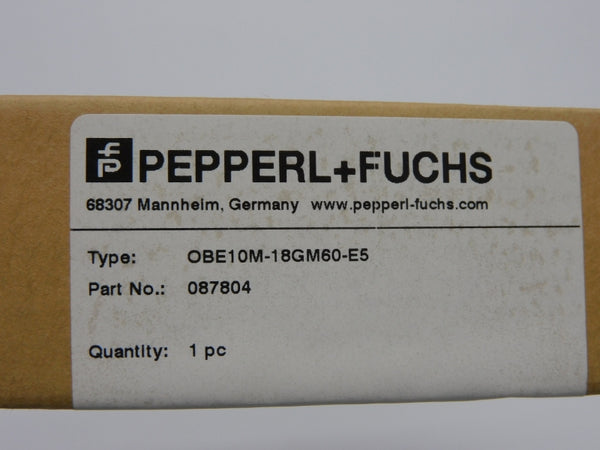 PEPPERL+FUCHS
68307 Mannheim, Germany www.pepperl-fuchs.com
Type: OBE10M-18GM60-E5
Part No.: 087804
Quantity: 1 pc